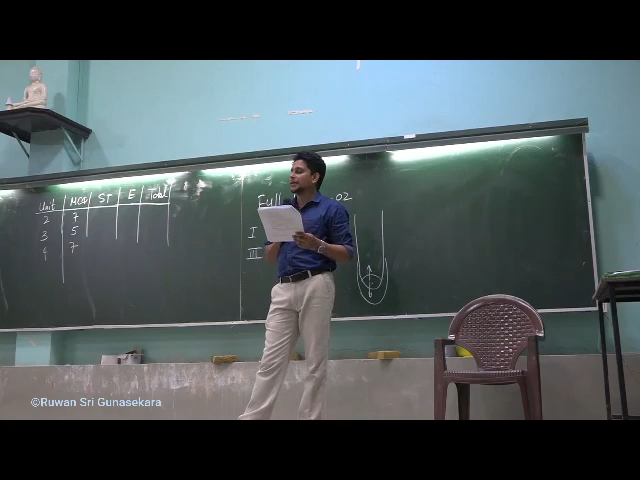 Unit MCQ ST E Total
2 7
3 5
4 7
Full 02
I
III
©Ruwan Sri Gunasekara